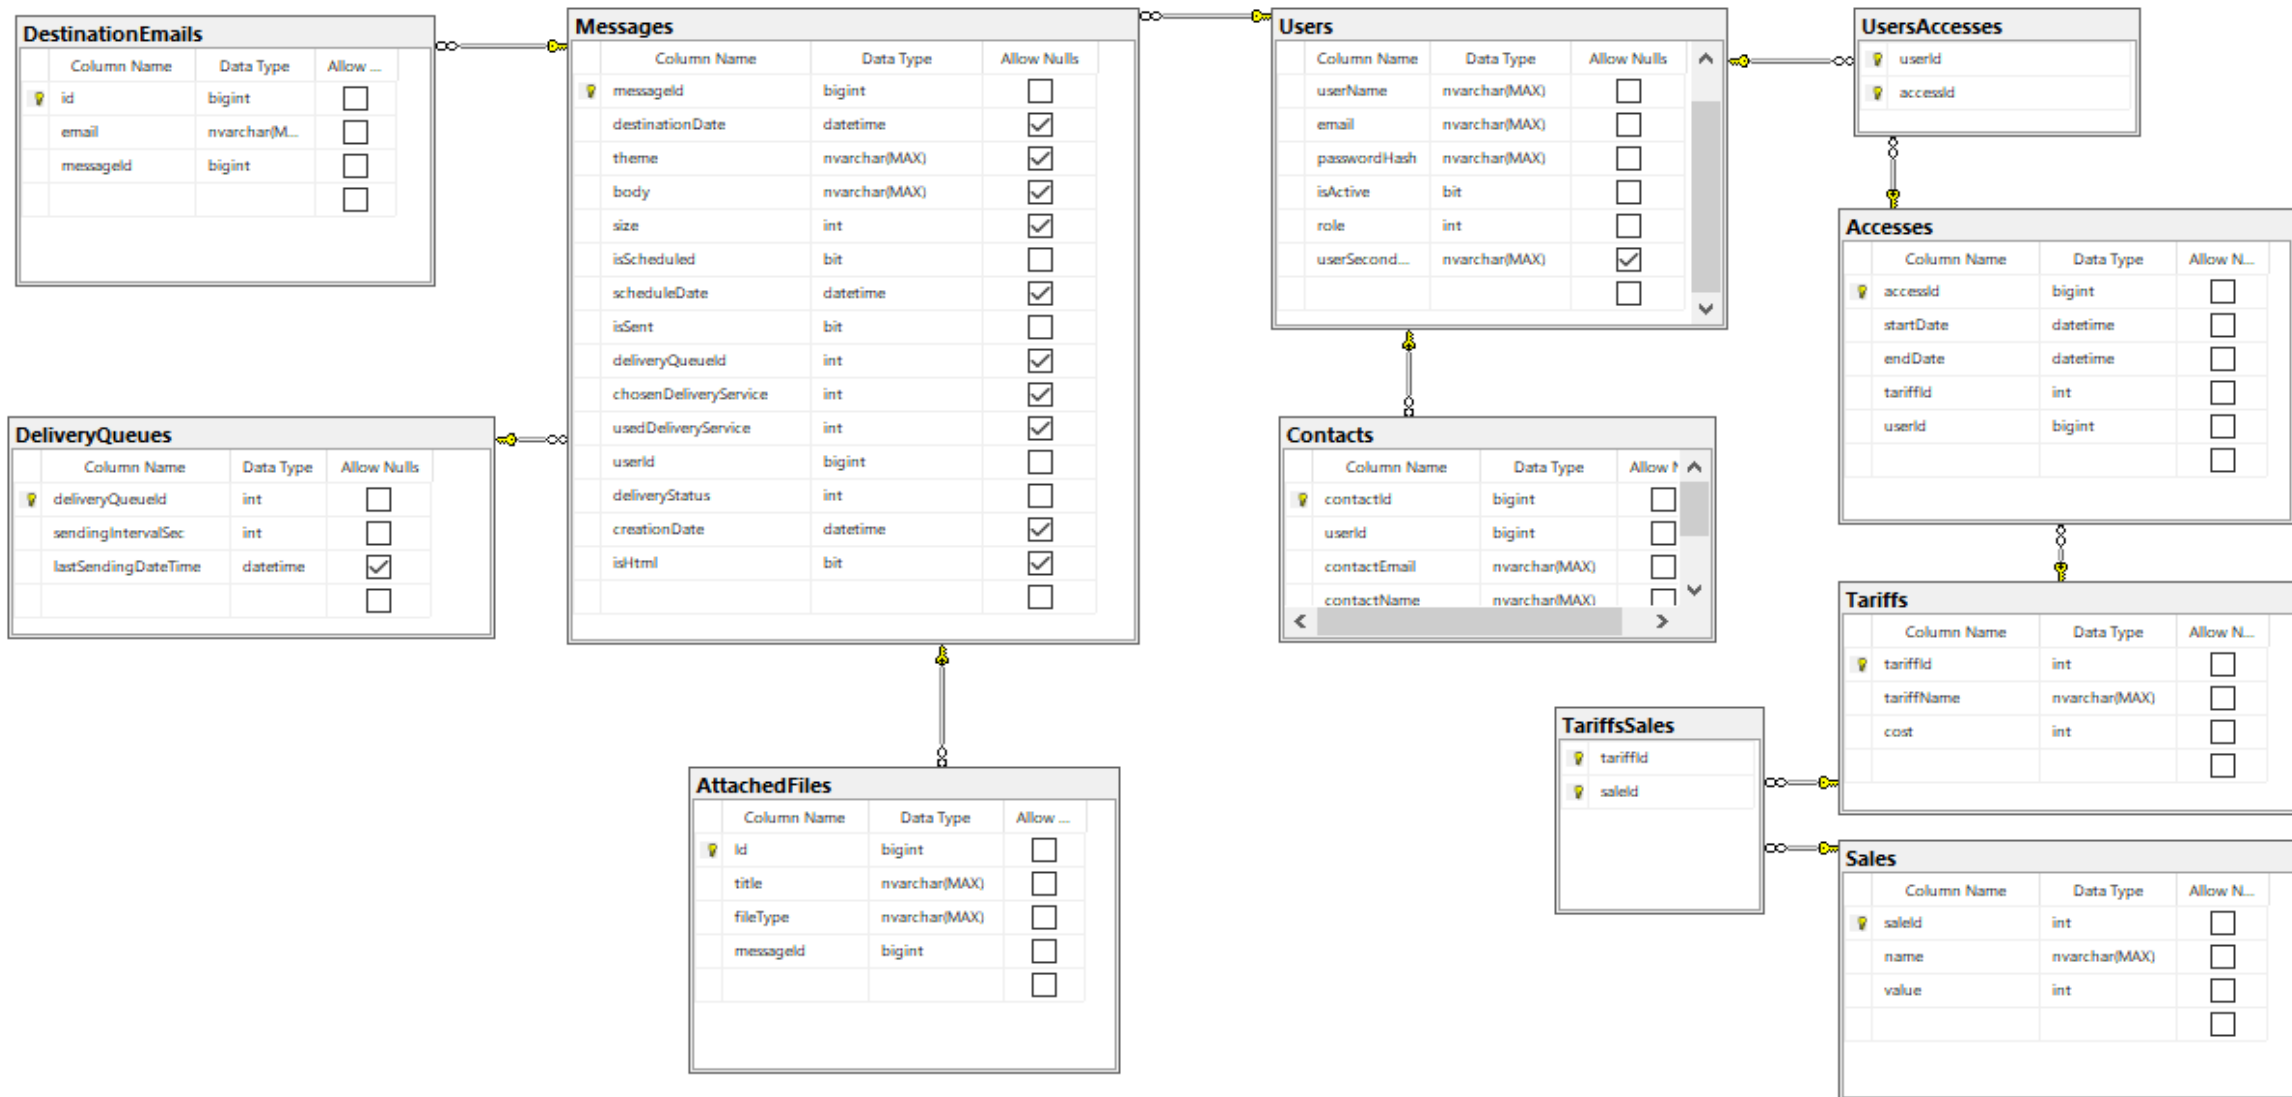 DestinationEmails
Column Name Data Type Allow ...
id bigint
email nvarchar(M...
messageId bigint
Messages
Column Name Data Type Allow Nulls
messageId bigint
destinationDate datetime
theme nvarchar(MAX)
body nvarchar(MAX)
size int
isScheduled bit
scheduleDate datetime
isSent bit
deliveryQueueId int
chosenDeliveryService int
usedDeliveryService int
userId bigint
deliveryStatus int
creationDate datetime
isHtml bit
Users
Column Name Data Type Allow Nulls
userName nvarchar(MAX)
email nvarchar(MAX)
passwordHash nvarchar(MAX)
isActive bit
role int
userSecond... nvarchar(MAX)
UsersAccesses
userId
accessId
Accesses
Column Name Data Type Allow N...
accessId bigint
startDate datetime
endDate datetime
tariffId int
userId bigint
DeliveryQueues
Column Name Data Type Allow Nulls
deliveryQueueId int
sendingIntervalSec int
lastSendingDateTime datetime
Contacts
Column Name Data Type Allow
contactId bigint
userId bigint
contactEmail nvarchar(MAX)
contactName nvarchar(MAX)
Tariffs
Column Name Data Type Allow N...
tariffId int
tariffName nvarchar(MAX)
cost int
TariffsSales
tariffId
saleId
AttachedFiles
Column Name Data Type Allow ...
Id bigint
title nvarchar(MAX)
fileType nvarchar(MAX)
messageId bigint
Sales
Column Name Data Type Allow N...
saleId int
name nvarchar(MAX)
value int